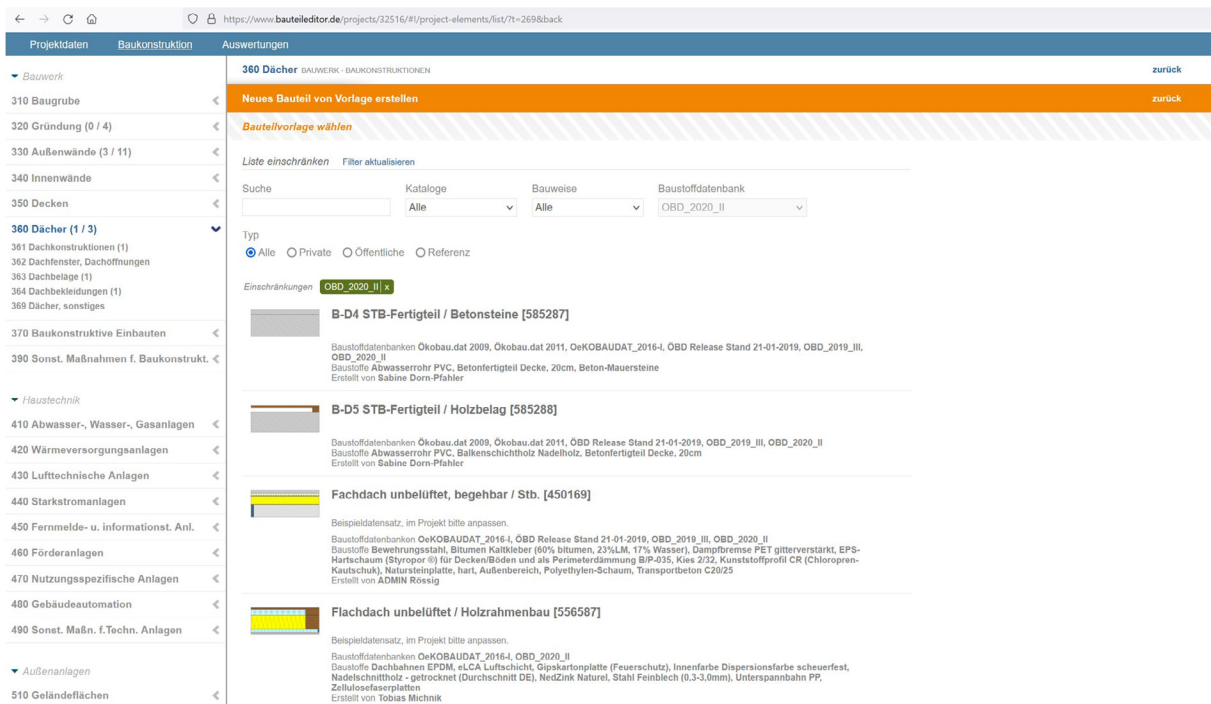 https://www.bauteileditor.de/projects/32516/#!/project-elements/list/?t=269&back
Projektdaten Baukonstruktion Auswertungen
Bauwerk
310 Baugrube
320 Gründung (0 / 4)
330 Außenwände (3 / 11)
340 Innenwände
350 Decken
360 Dächer (1 / 3)
361 Dachkonstruktionen (1)
362 Dachfenster, Dachöffnungen
363 Dachbeläge (1)
364 Dachbekleidungen (1)
369 Dächer, sonstiges
370 Baukonstruktive Einbauten
390 Sonst. Maßnahmen f. Baukonstrukt.
Haustechnik
410 Abwasser-, Wasser-, Gasanlagen
420 Wärmeversorgungsanlagen
430 Lufttechnische Anlagen
440 Starkstromanlagen
450 Fernmelde- u. informationst. Anl.
460 Förderanlagen
470 Nutzungsspezifische Anlagen
480 Gebäudeautomation
490 Sonst. Maßn. f.Techn. Anlagen
Außenanlagen
510 Geländeflächen
360 Dächer BAUWERK - BAUKONSTRUKTIONEN zurück
Neues Bauteil von Vorlage erstellen zurück
Bauteilvorlage wählen
Liste einschränken Filter aktualisieren
Suche Kataloge Bauweise Baustoffdatenbank
Alle Alle OBD_2020_II
Typ
Alle Private Öffentliche Referenz
Einschränkungen OBD_2020_II x
B-D4 STB-Fertigteil / Betonsteine [585287]
Baustoffdatenbanken Ökobau.dat 2009, Ökobau.dat 2011, OeKOBAUDAT_2016-I, ÖBD Release Stand 21-01-2019, OBD_2019_III,
OBD_2020_II
Baustoffe Abwasserrohr PVC, Betonfertigteil Decke, 20cm, Beton-Mauersteine
Erstellt von Sabine Dorn-Pfahler
B-D5 STB-Fertigteil / Holzbelag [585288]
Baustoffdatenbanken Ökobau.dat 2009, Ökobau.dat 2011, ÖBD Release Stand 21-01-2019, OBD_2019_III, OBD_2020_II
Baustoffe Abwasserrohr PVC, Balkenschichtholz Nadelholz, Betonfertigteil Decke, 20cm
Erstellt von Sabine Dorn-Pfahler
Fachdach unbelüftet, begehbar / Stb. [450169]
Beispieldatensatz, im Projekt bitte anpassen.
Baustoffdatenbanken OeKOBAUDAT_2016-I, ÖBD Release Stand 21-01-2019, OBD_2019_III, OBD_2020_II
Baustoffe Bewehrungsstahl, Bitumen Kaltkleber (60% bitumen, 23%LM, 17% Wasser), Dampfbremse PET gitterverstärkt, EPS-
Hartschaum (Styropor ®) für Decken/Böden und als Perimeterdämmung B/P-035, Kies 2/32, Kunststoffprofil CR (Chloropren-
Kautschuk), Natursteinplatte, hart, Außenbereich, Polyethylen-Schaum, Transportbeton C20/25
Erstellt von ADMIN Rössig
Flachdach unbelüftet / Holzrahmenbau [556587]
Beispieldatensatz, im Projekt bitte anpassen.
Baustoffdatenbanken OeKOBAUDAT_2016-I, OBD_2020_II
Baustoffe Dachbahnen EPDM, eLCA Luftschicht, Gipskartonplatte (Feuerschutz), Innenfarbe Dispersionsfarbe scheuerfest,
Nadelschnittholz - getrocknet (Durchschnitt DE), NedZink Naturel, Stahl Feinblech (0,3-3,0mm), Unterspannbahn PP,
Zellulosefaserplatten
Erstellt von Tobias Michnik